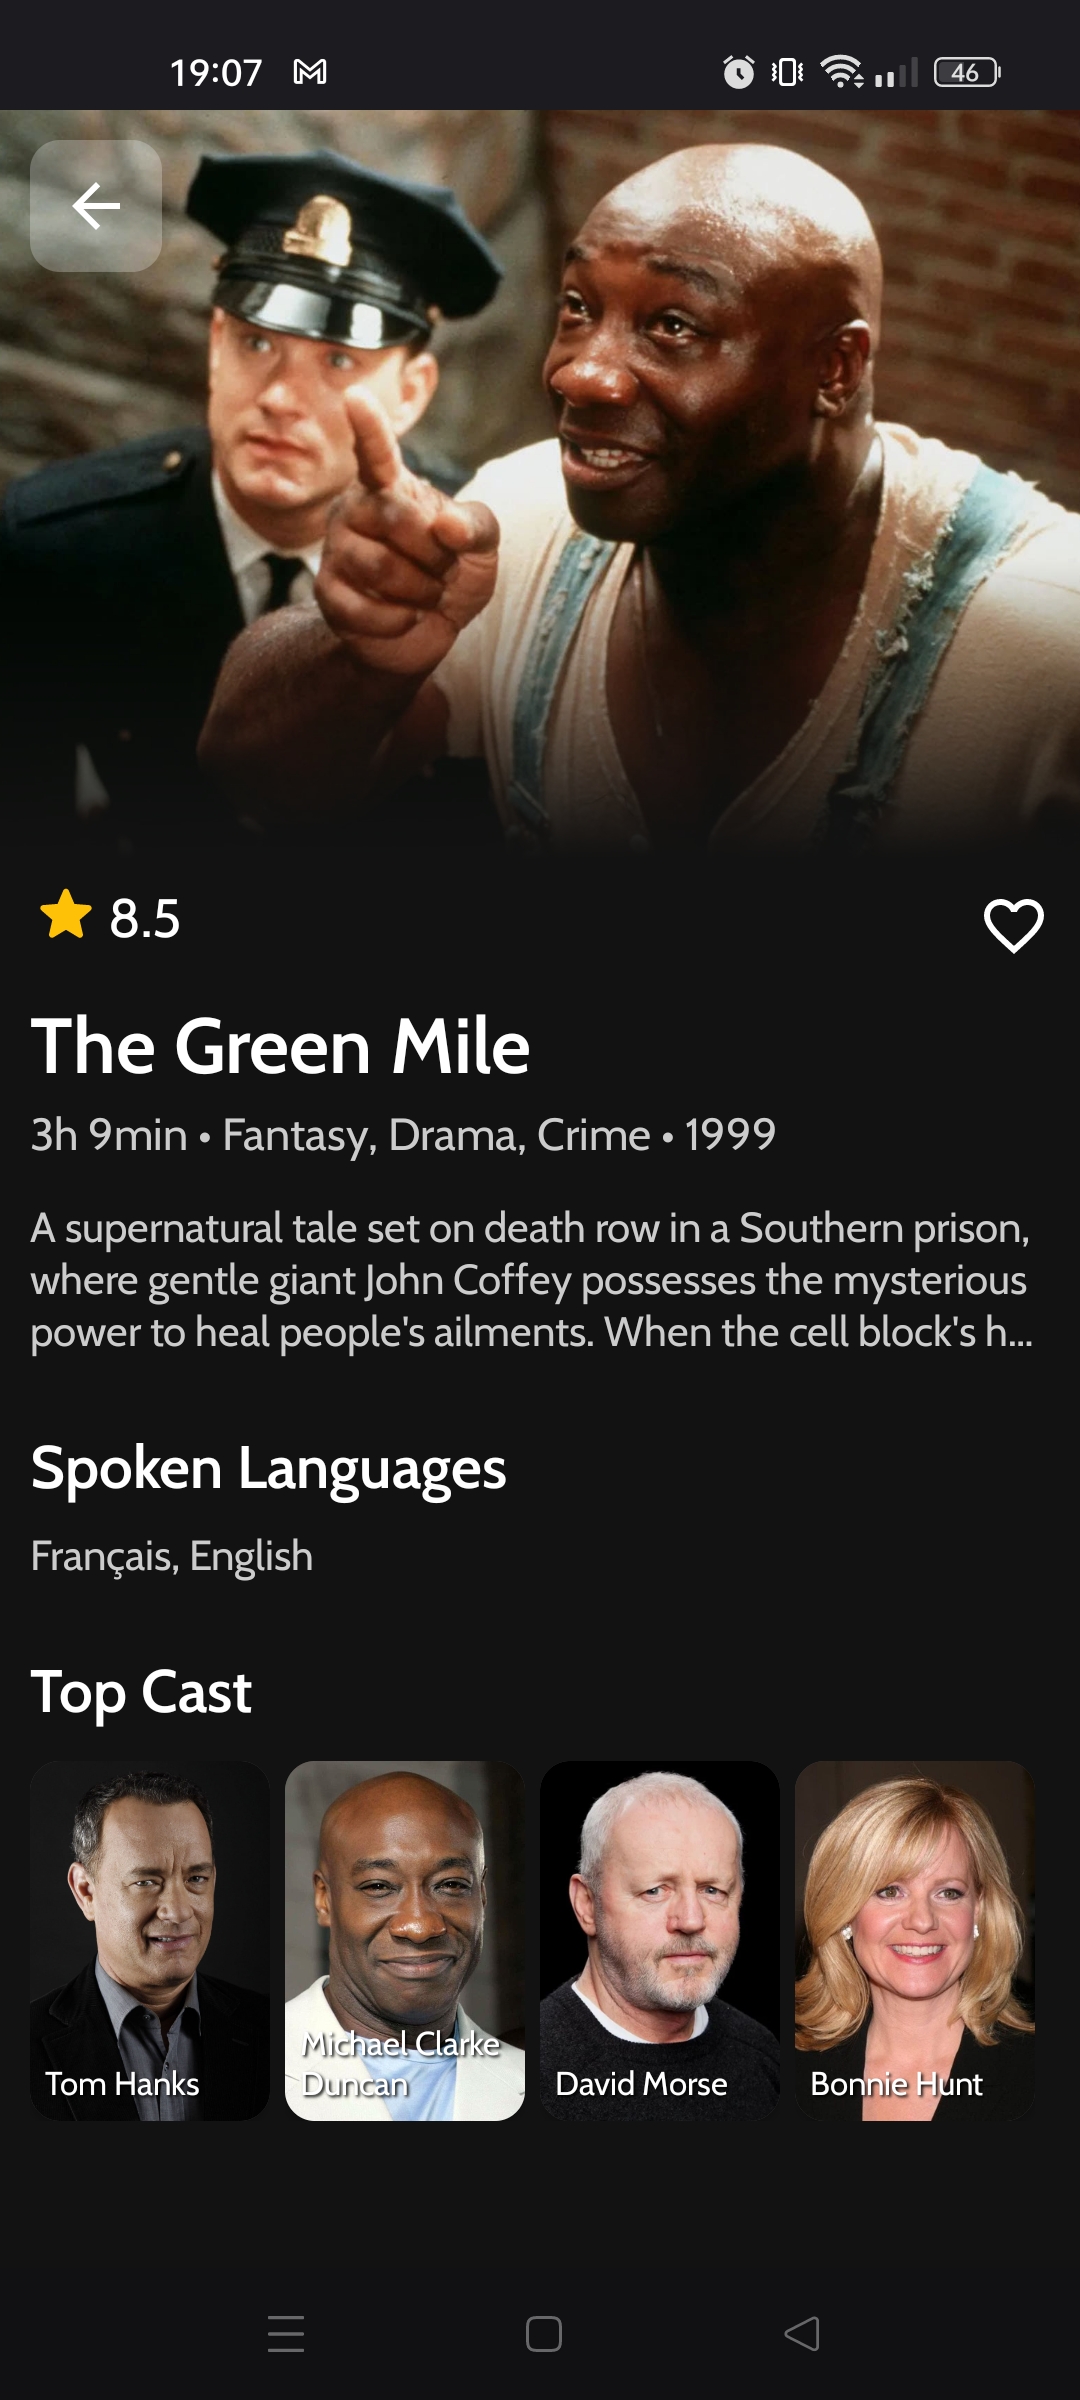 19:07
46
8.5
The Green Mile
3h 9min • Fantasy, Drama, Crime • 1999
A supernatural tale set on death row in a Southern prison,
where gentle giant John Coffey possesses the mysterious
power to heal people's ailments. When the cell block's h...
Spoken Languages
Français, English
Top Cast
Tom Hanks
Michael Clarke
Duncan
David Morse
Bonnie Hunt